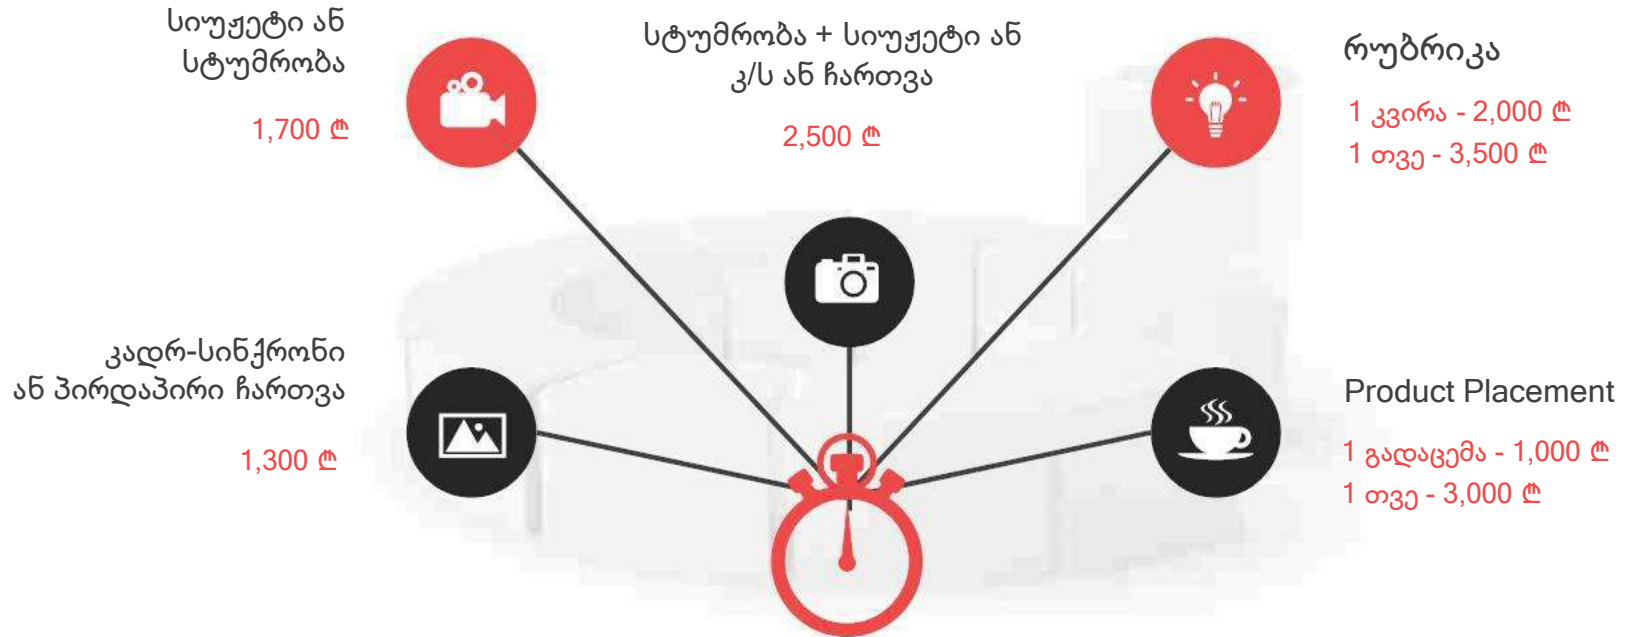 სიუჟეტი ან
სტუმრობა
1,700 ₾
სტუმრობა + სიუჟეტი ან
კ/ს ან ჩართვა
2,500 ₾
რუბრიკა
1 კვირა - 2,000 ₾
1 თვე - 3,500 ₾
კადრ-სინქრონი
ან პირდაპირი ჩართვა
1,300 ₾
Product Placement
1 გადაცემა - 1,000 ₾
1 თვე - 3,000 ₾